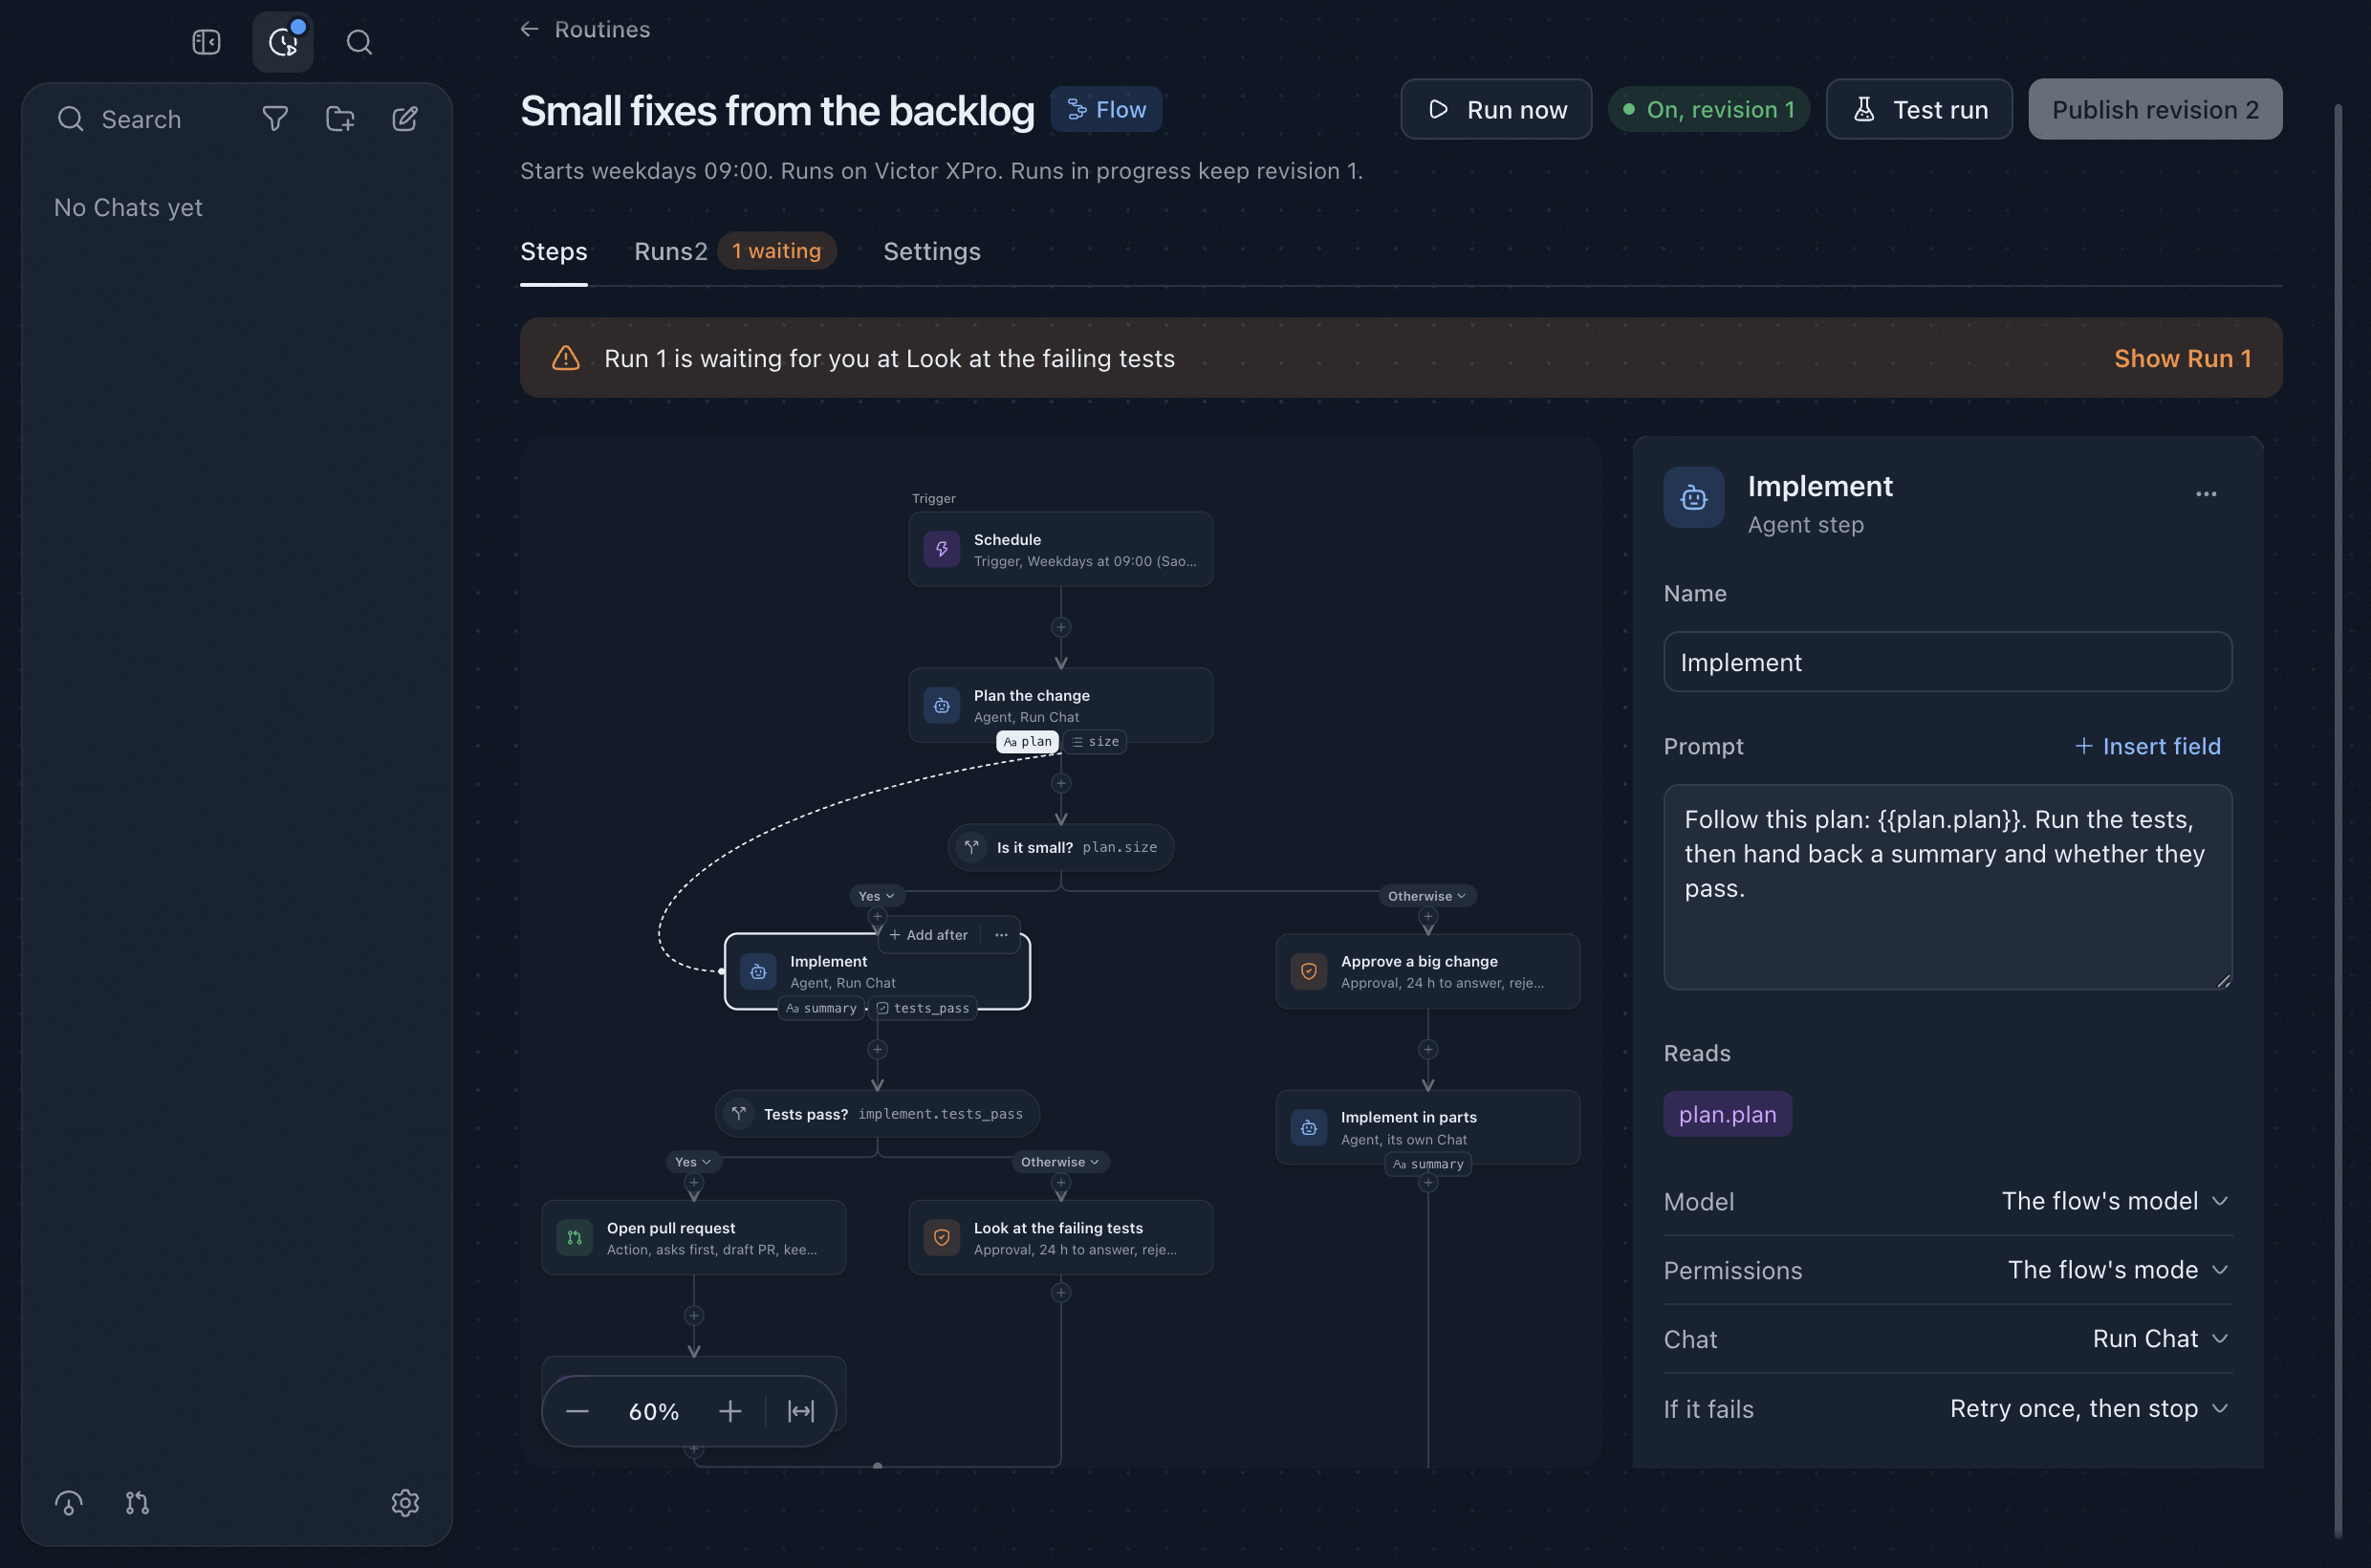 Routines
Search
Small fixes from the backlog
Flow
Run now
On, revision 1
Test run
Publish revision 2
Starts weekdays 09:00. Runs on Victor XPro. Runs in progress keep revision 1.
No Chats yet
Steps
Runs2
1 waiting
Settings
Run 1 is waiting for you at Look at the failing tests
Show Run 1
Trigger
Schedule
Trigger, Weekdays at 09:00 (Sao...
Plan the change
Agent, Run Chat
Aa plan
size
Is it small? plan.size
Yes
Otherwise
Add after
Implement
Agent, Run Chat
Aa summary
tests_pass
Approve a big change
Approval, 24 h to answer, reje...
Tests pass? implement.tests_pass
Implement in parts
Agent, its own Chat
Aa summary
Yes
Otherwise
Open pull request
Action, asks first, draft PR, kee...
Look at the failing tests
Approval, 24 h to answer, reje...
60%
Implement
Agent step
Name
Implement
Prompt
Insert field
Follow this plan: {{plan.plan}}. Run the tests,
then hand back a summary and whether they
pass.
Reads
plan.plan
Model
The flow's model
Permissions
The flow's mode
Chat
Run Chat
If it fails
Retry once, then stop